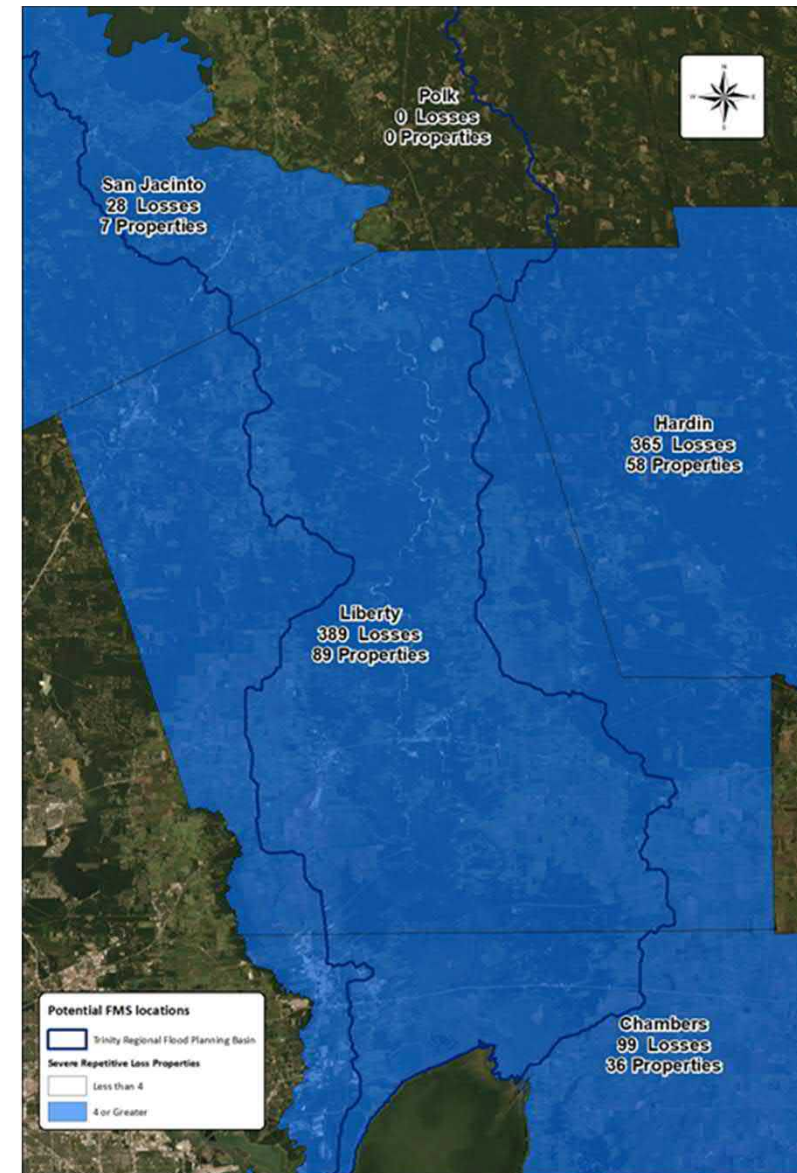 Polk
0 Losses
0 Properties
N
W
E
S
San Jacinto
28 Losses
7 Properties
Hardin
365 Losses
58 Properties
Liberty
389 Losses
89 Properties
Chambers
99 Losses
36 Properties
Potential FMS locations
Trinity Regional Flood Planning Basin
Severe Repetitive Loss Properties
Less than 4
4 or Greater